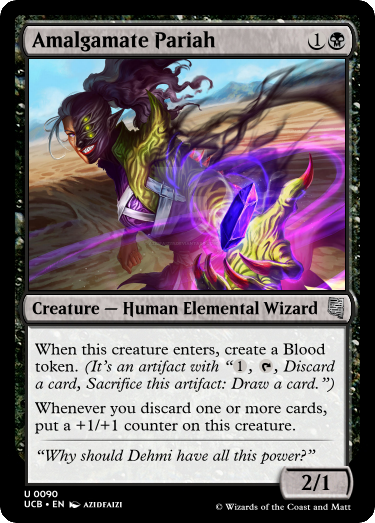 Amalgamate Pariah 1
Creature — Human Elemental Wizard
When this creature enters, create a Blood
token. (It's an artifact with “1, T, Discard
a card, Sacrifice this artifact: Draw a card.”)
Whenever you discard one or more cards,
put a +1/+1 counter on this creature.
“Why should Dehmi have all this power?”
2/1
U 0090
UCB • EN AZIDFAIZI
© Wizards of the Coast and Matt